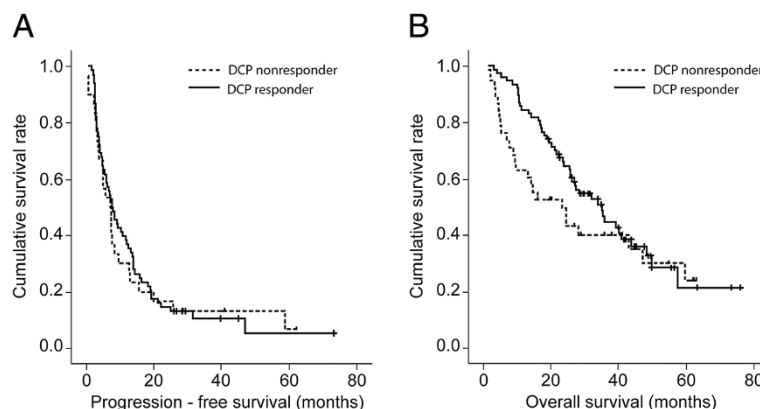 A
Cumulative survival rate
1.0
0.8
0.6
0.4
0.2
0.0
DCP nonresponder
DCP responder
0 20 40 60 80
Progression - free survival (months)
B
Cumulative survival rate
1.0
0.8
0.6
0.4
0.2
0.0
DCP nonresponder
DCP responder
0 20 40 60 80
Overall survival (months)